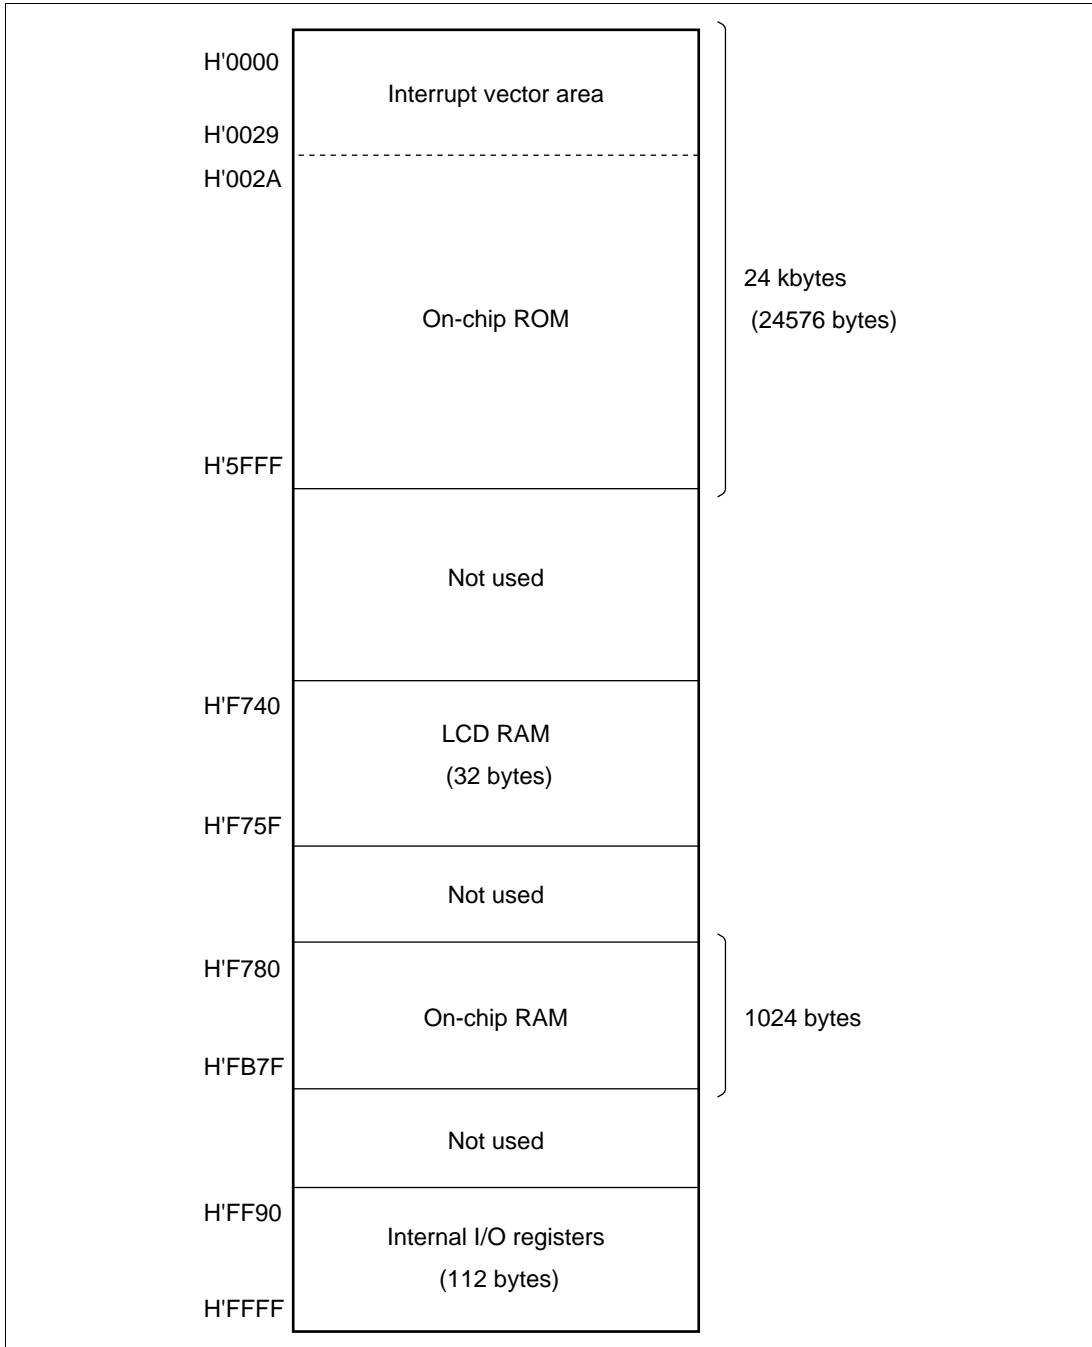 H'0000
Interrupt vector area
H'0029
H'002A
24 kbytes
(24576 bytes)
On-chip ROM
H'5FFF
Not used
H'F740
LCD RAM
(32 bytes)
H'F75F
Not used
H'F780
On-chip RAM
1024 bytes
H'FB7F
Not used
H'FF90
Internal I/O registers
(112 bytes)
H'FFFF